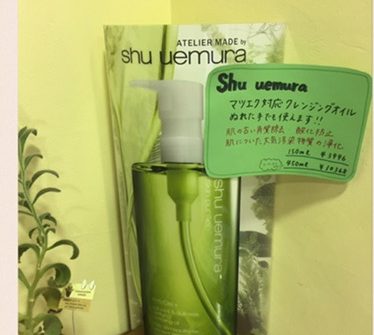 ATELIER MADE by
shu uemura
Shu uemura
マツエク対応クレンジングオイル
ぬれた手でも使えます!!
肌の古い角質除去 酸化防止
肌についた大気汚染物質の浄化
150ml ¥3996
450ml ¥10368
shu uemura